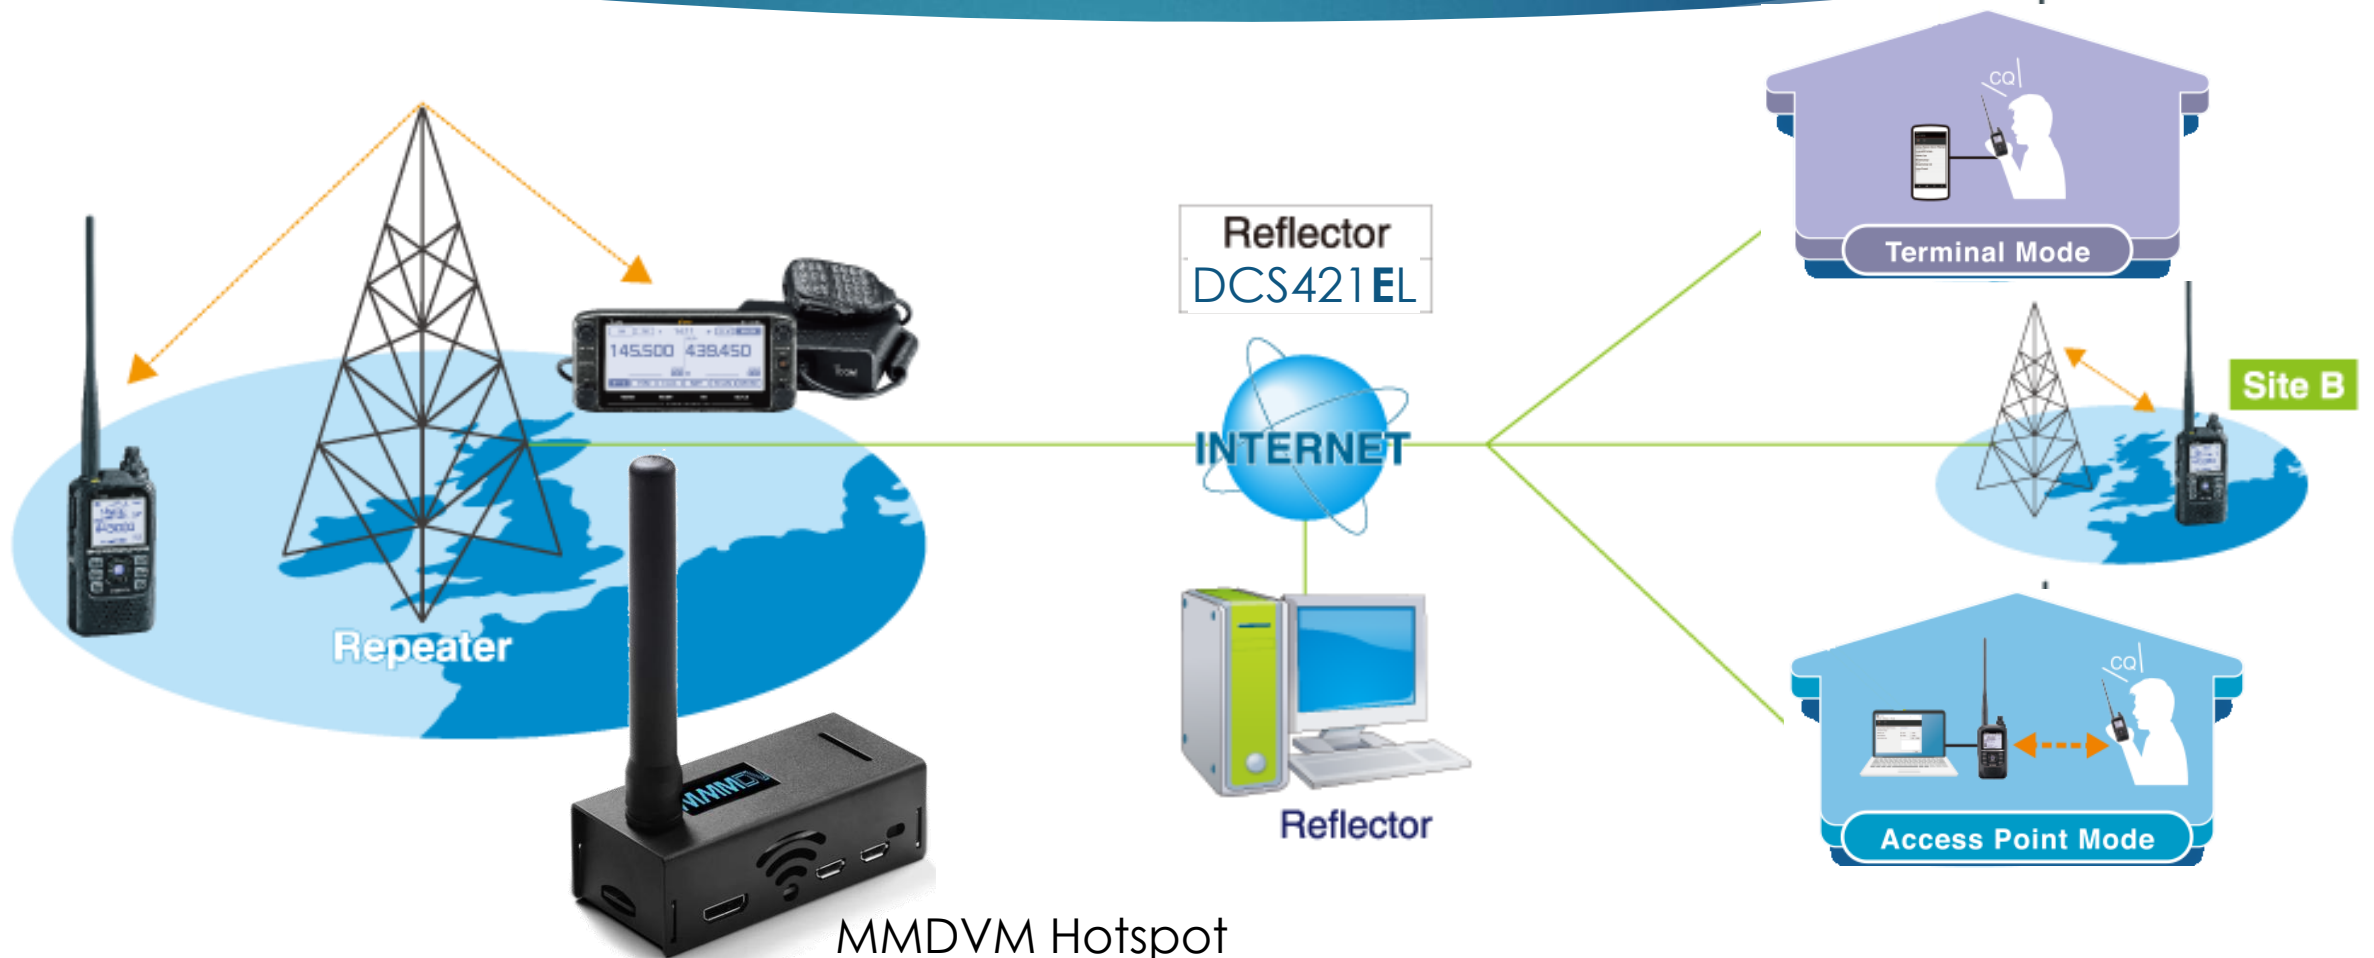 CQ
Terminal Mode
Reflector
DCS421EL
145.500 439.450
Site B
INTERNET
Repeater
CQ
Reflector
Access Point Mode
MMDVM Hotspot